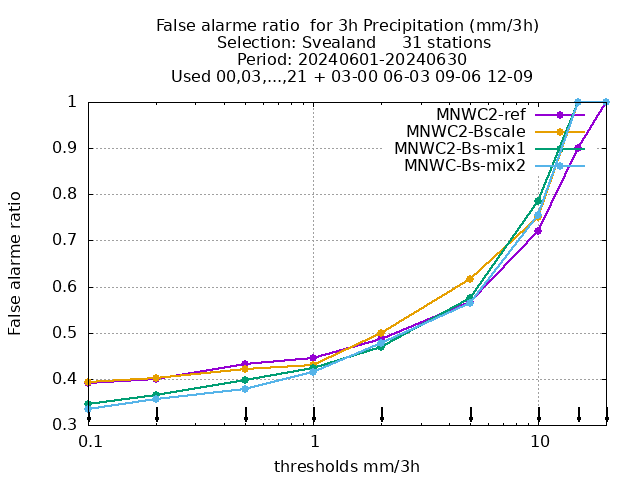 False alarme ratio  for 3h Precipitation (mm/3h)
Selection: Svealand     31 stations
Period: 20240601-20240630
Used 00,03,...,21 + 03-00 06-03 09-06 12-09
MNWC2-ref
MNWC2-Bscale
MNWC2-Bs-mix1
MNWC-Bs-mix2
False alarme ratio
1
0.9
0.8
0.7
0.6
0.5
0.4
0.3
0.1
1
10
thresholds mm/3h